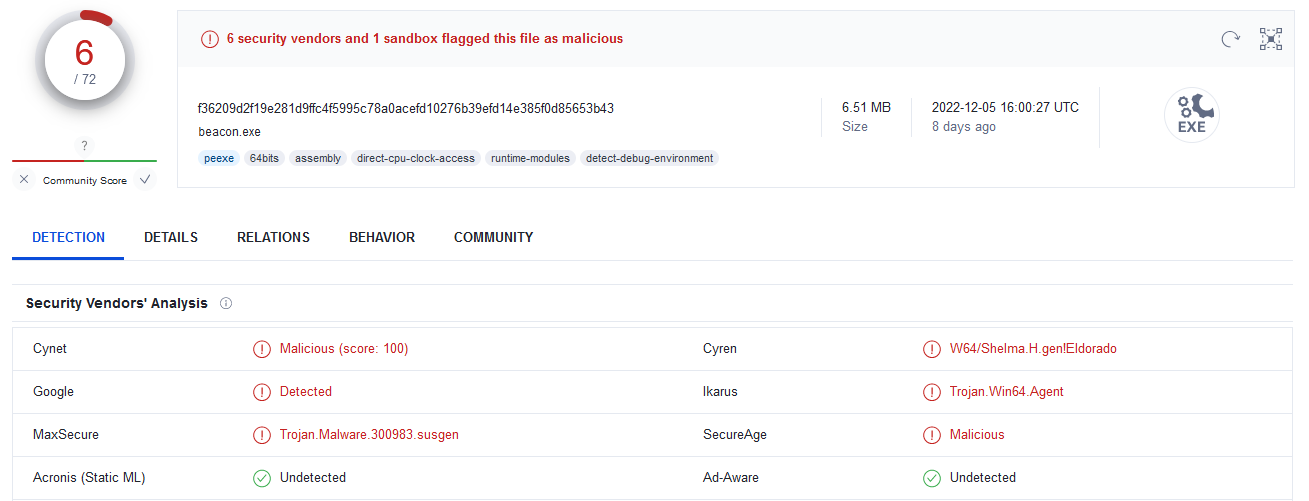 6
/ 72
?
Community Score
6 security vendors and 1 sandbox flagged this file as malicious
f36209d2f19e281d9ffc4f5995c78a0acefd10276b39efd14e385f0d85653b43
beacon.exe
peexe 64bits assembly direct-cpu-clock-access runtime-modules detect-debug-environment
6.51 MB
Size
2022-12-05 16:00:27 UTC
8 days ago
EXE
DETECTION DETAILS RELATIONS BEHAVIOR COMMUNITY
Security Vendors' Analysis
Cynet Malicious (score: 100) Cyren W64/Shelma.H.gen!Eldorado
Google Detected Ikarus Trojan.Win64.Agent
MaxSecure Trojan.Malware.300983.susgen SecureAge Malicious
Acronis (Static ML) Undetected Ad-Aware Undetected